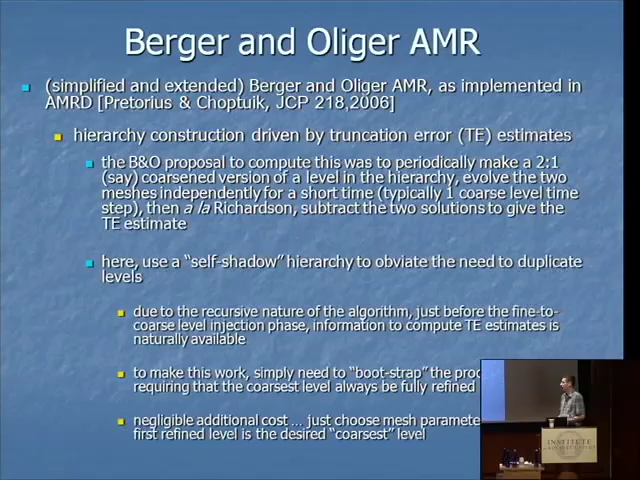 Berger and Oliger AMR
(simplified and extended) Berger and Oliger AMR, as implemented in
AMRD [Pretorius & Choptuik, JCP 218,2006]
hierarchy construction driven by truncation error (TE) estimates
the B&O proposal to compute this was to periodically make a 2:1
(say) coarsened version of a level in the hierarchy, evolve the two
meshes independently for a short time (typically 1 coarse level time
step), then a la Richardson, subtract the two solutions to give the
TE estimate
here, use a "self-shadow" hierarchy to obviate the need to duplicate
levels
due to the recursive nature of the algorithm, just before the fine-to-
coarse level injection phase, information to compute TE estimates is
naturally available
to make this work, simply need to "boot-strap" the
requiring that the coarsest level always be fully refined
negligible additional cost ... just choose mesh
first refined level is the desired "coarsest" level
INSTITUTE